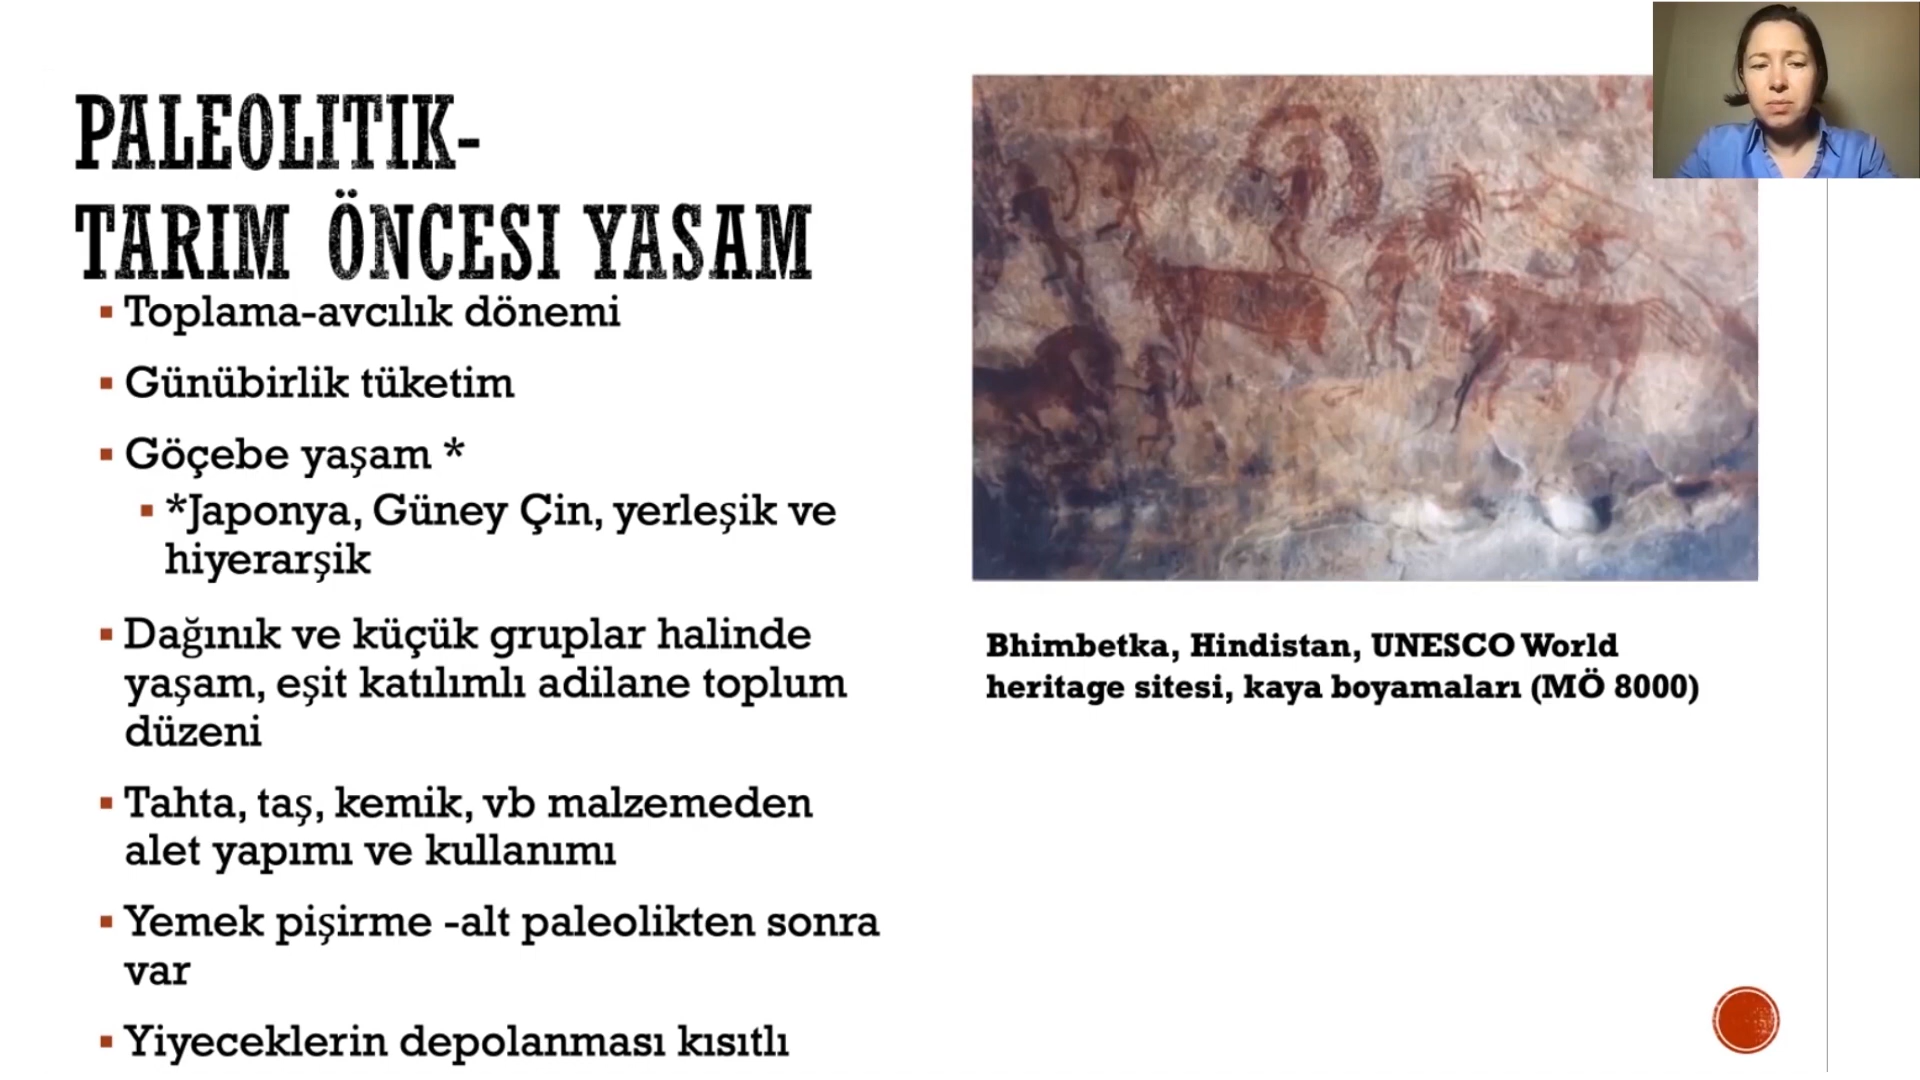 PALEOLITIK-
TARIM ÖNCESI YASAM
▪ Toplama-avcılık dönemi
▪ Günübirlik tüketim
▪ Göçebe yaşam *
▪ *Japonya, Güney Çin, yerleşik ve
hiyerarşik
▪ Dağınık ve küçük gruplar halinde
yaşam, eşit katılımlı adilane toplum
düzeni
▪ Tahta, taş, kemik, vb malzemeden
alet yapımı ve kullanımı
▪ Yemek pişirme -alt paleolikten sonra
var
▪ Yiyeceklerin depolanması kısıtlı
Bhimbetka, Hindistan, UNESCO World
heritage sitesi, kaya boyamaları (MÖ 8000)